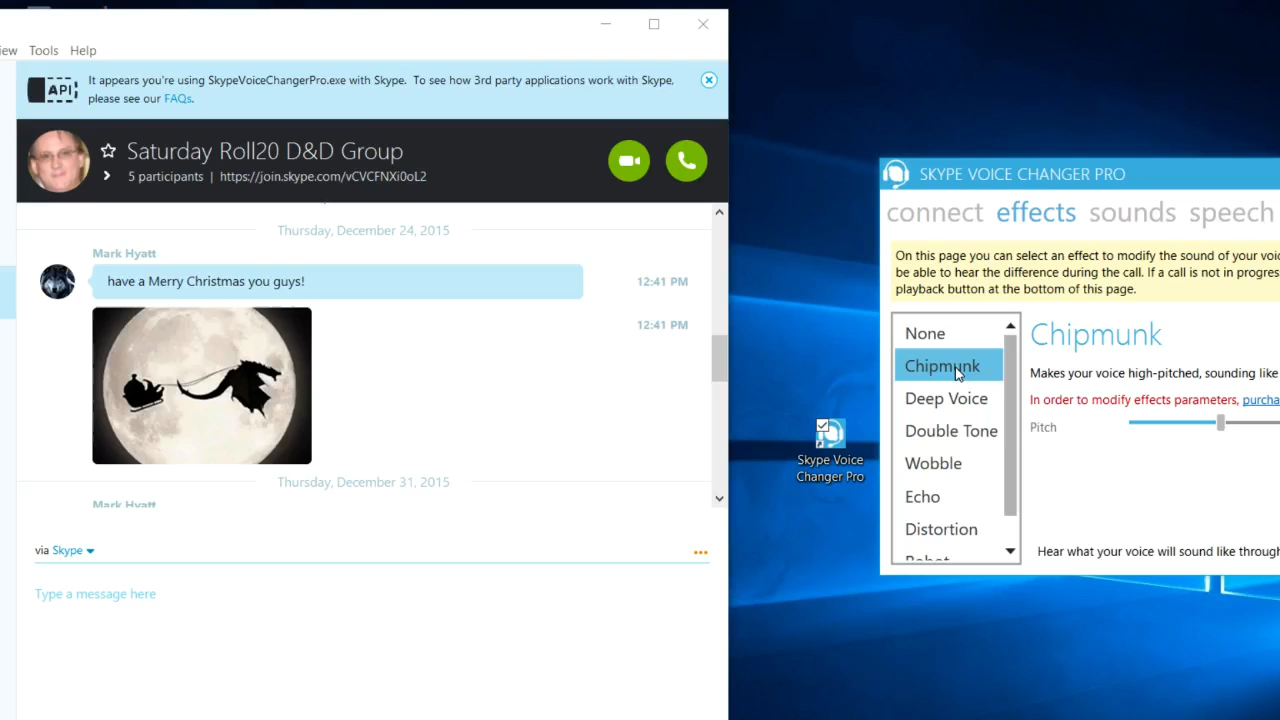 iew Tools Help
It appears you're using SkypeVoiceChangerPro.exe with Skype. To see how 3rd party applications work with Skype,
please see our FAQs.
API
Saturday Roll20 D&D Group
5 participants | https://join.skype.com/vCVCFNXi0oL2
Thursday, December 24, 2015
Mark Hyatt
have a Merry Christmas you guys! 12:41 PM
12:41 PM
Thursday, December 31, 2015
Mark Hyatt
via Skype
Type a message here
Skype Voice
Changer Pro
SKYPE VOICE CHANGER PRO
connect effects sounds speech
On this page you can select an effect to modify the sound of your voic
be able to hear the difference during the call. If a call is not in progres
playback button at the bottom of this page.
None
Chipmunk
Deep Voice
Double Tone
Wobble
Echo
Distortion
Robot
Chipmunk
Makes your voice high-pitched, sounding like
In order to modify effects parameters, purcha
Pitch
Hear what your voice will sound like through